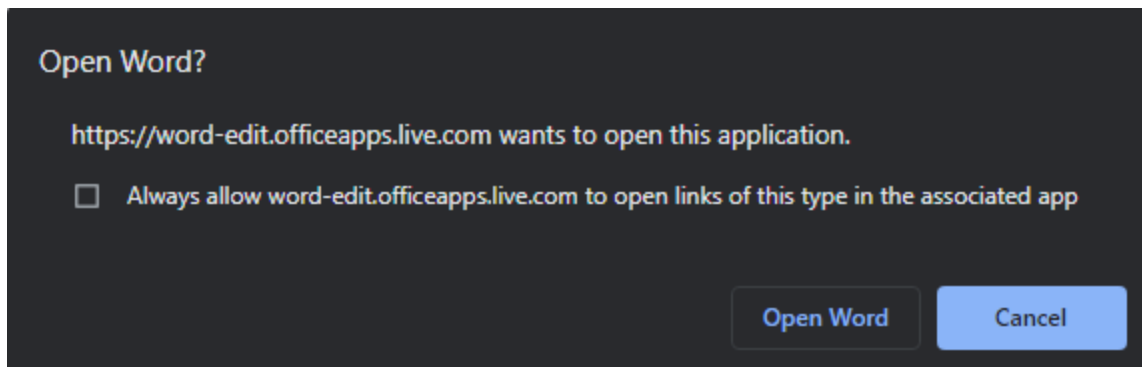 Open Word?
https://word-edit.officeapps.live.com wants to open this application.
Always allow word-edit.officeapps.live.com to open links of this type in the associated app
Open Word
Cancel